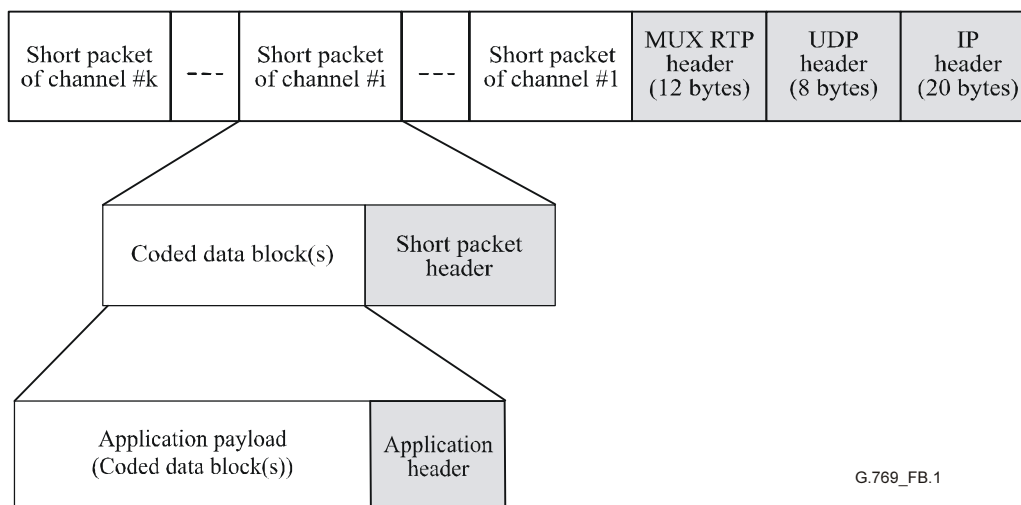 Short packet
of channel #k
----
Short packet
of channel #i
----
Short packet
of channel #1
MUX RTP
header
(12 bytes)
UDP
header
(8 bytes)
IP
header
(20 bytes)
Coded data block(s)
Short packet
header
Application payload
(Coded data block(s))
Application
header
G.769_FB.1